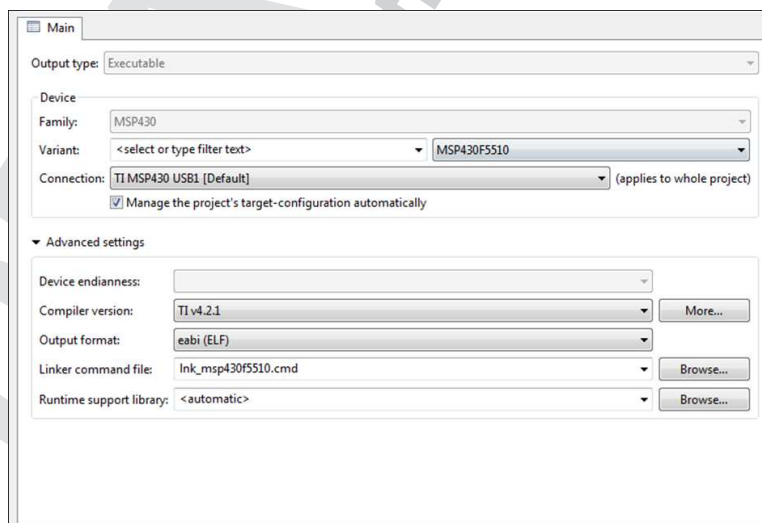 Main
Output type: Executable
Device
Family: MSP430
Variant: <select or type filter text> MSP430F5510
Connection: TI MSP430 USB1 [Default] (applies to whole project)
Manage the project's target-configuration automatically
Advanced settings
Device endianness:
Compiler version: TI v4.2.1 More...
Output format: eabi (ELF)
Linker command file: lnk_msp430f5510.cmd Browse...
Runtime support library: <automatic> Browse...